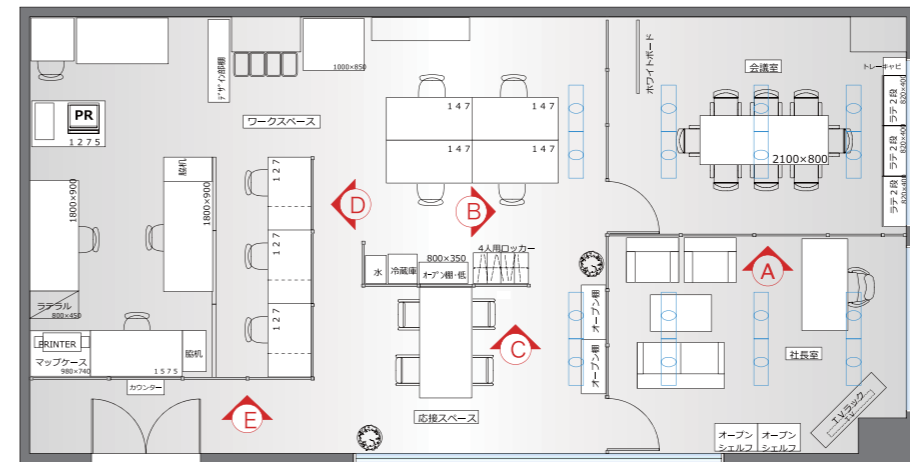 デザイン部棚
1000×850
ワークスペース
ホワイトボード
会議室
トレーキャビ
ラテ2段
820×400
ラテ2段
820×400
ラテ2段
820×400
2100×800
PR
1275
147
147
147
147
脇机
1800×900
1800×900
127
127
127
D
B
A
C
E
4人用ロッカー
800×350
水
冷蔵庫
オープン棚・低
オープン棚
オープン棚
ラテラル
800×450
PRINTER
マップケース
980×740
1575
脇机
カウンター
応接スペース
社長室
T.Vラック
T.V
オープン
シェルフ
オープン
シェルフ